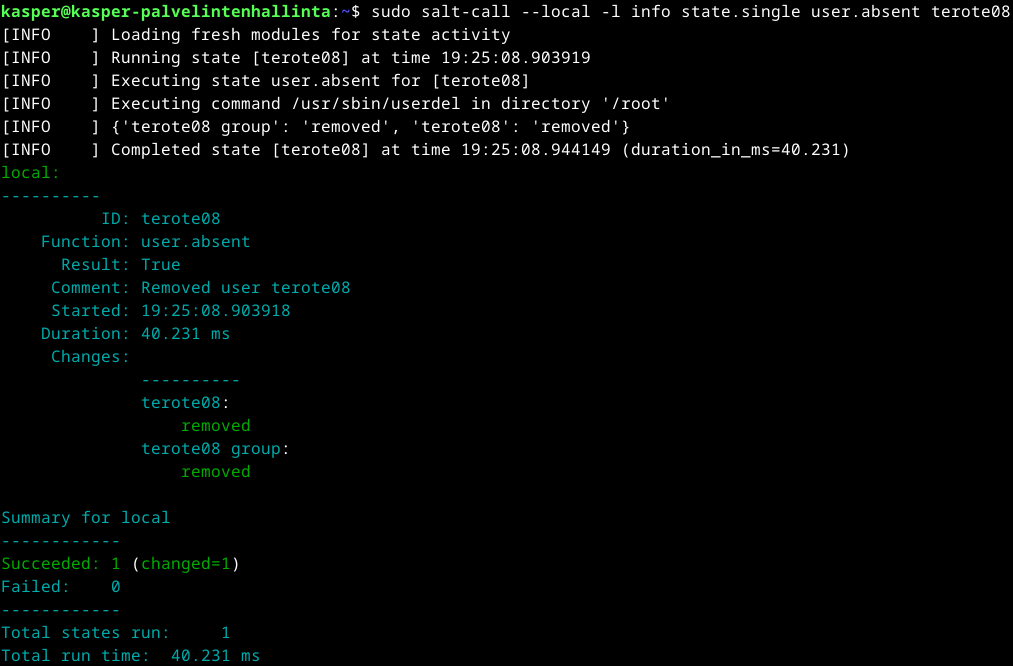 kasper@kasper-palvelintenhallinta:~$ sudo salt-call --local -l info state.single user.absent terote08
[INFO    ] Loading fresh modules for state activity
[INFO    ] Running state [terote08] at time 19:25:08.903919
[INFO    ] Executing state user.absent for [terote08]
[INFO    ] Executing command /usr/sbin/userdel in directory '/root'
[INFO    ] {'terote08 group': 'removed', 'terote08': 'removed'}
[INFO    ] Completed state [terote08] at time 19:25:08.944149 (duration_in_ms=40.231)
local:
----------
          ID: terote08
    Function: user.absent
      Result: True
     Comment: Removed user terote08
     Started: 19:25:08.903918
    Duration: 40.231 ms
     Changes:
              ----------
              terote08:
                  removed
              terote08 group:
                  removed

Summary for local
------------
Succeeded: 1 (changed=1)
Failed:    0
------------
Total states run:     1
Total run time:  40.231 ms